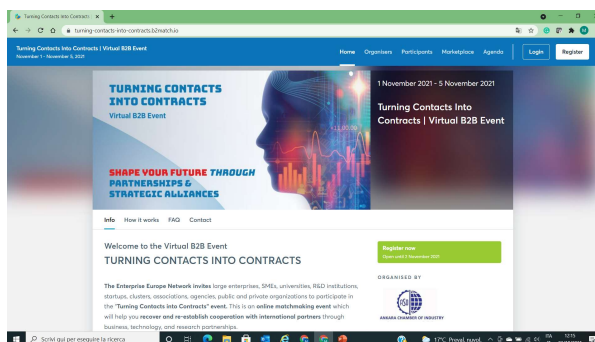 Turning Contacts Into Contracts
turning-contacts-into-contracts.b2match.io
Turning Contacts Into Contracts | Virtual B2B Event
November 1 - November 5, 2021
Home Organisers Participants Marketplace Agenda Login Register
TURNING CONTACTS
INTO CONTRACTS
Virtual B2B Event
SHAPE YOUR FUTURE THROUGH
PARTNERSHIPS &
STRATEGIC ALLIANCES
1 November 2021 - 5 November 2021
Turning Contacts Into
Contracts | Virtual B2B Event
Info How it works FAQ Contact
Welcome to the Virtual B2B Event
TURNING CONTACTS INTO CONTRACTS
The Enterprise Europe Network invites large enterprises, SMEs, universities, R&D institutions,
startups, clusters, associations, agencies, public and private organizations to participate in
the "Turning Contacts into Contracts" event. This is an online matchmaking event which
will help you recover and re-establish cooperation with international partners through
business, technology, and research partnerships.
Register now
Open until 2 November 2021
ORGANISED BY
ASO
ANKARA CHAMBER OF INDUSTRY
Scrivi qui per eseguire la ricerca
17°C Preval. nuvol.
ITA
12:15